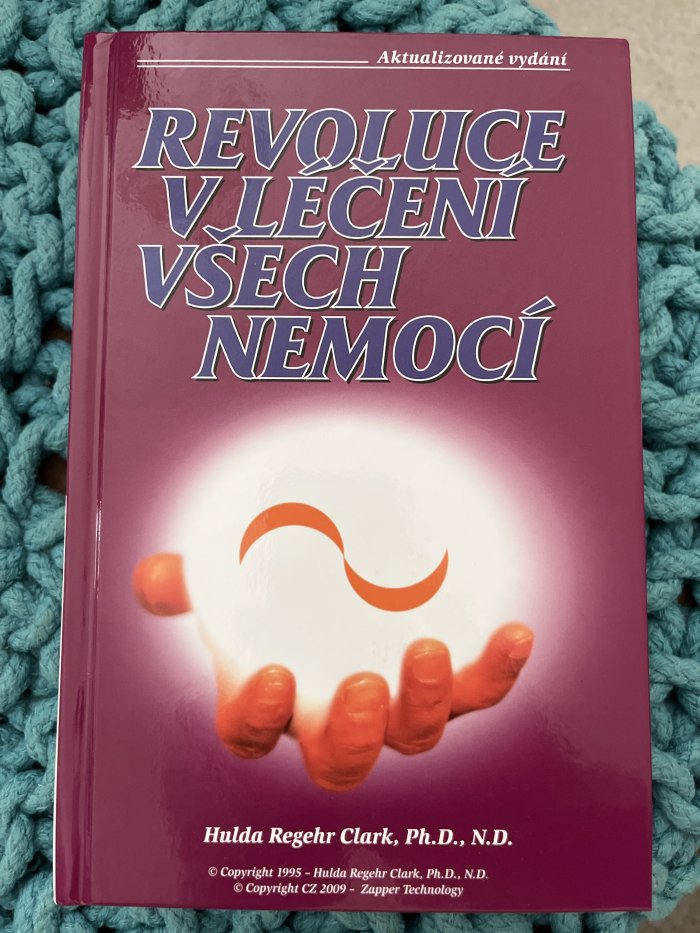 Aktualizované vydání
REVOLUCE
V LÉČENÍ
VŠECH
NEMOCÍ
Hulda Regehr Clark, Ph.D., N.D.
© Copyright 1995 – Hulda Regehr Clark, Ph.D., N.D.
© Copyright CZ 2009 – Zapper Technology